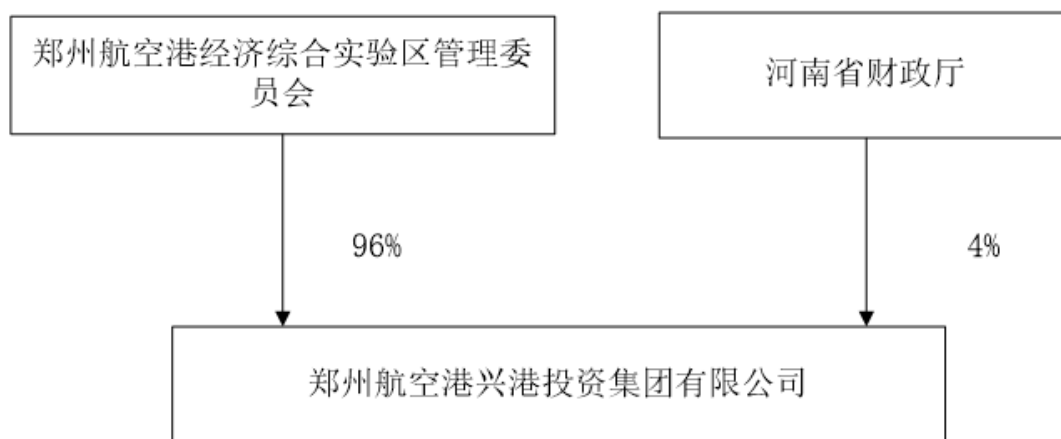 郑州航空港经济综合实验区管理委
员会
河南省财政厅
96%
4%
郑州航空港兴港投资集团有限公司